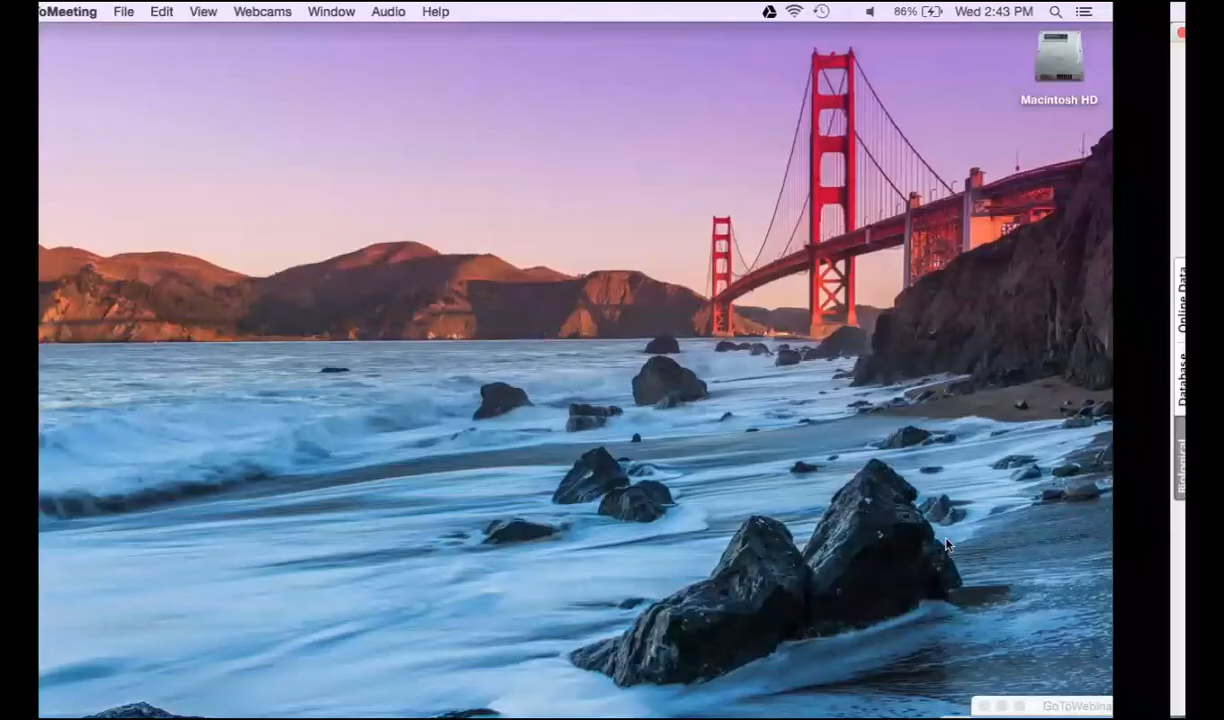 oMeeting File Edit View Webcams Window Audio Help 86% Wed 2:43 PM
Macintosh HD
Online Data
Database
Biological
GoToWebina